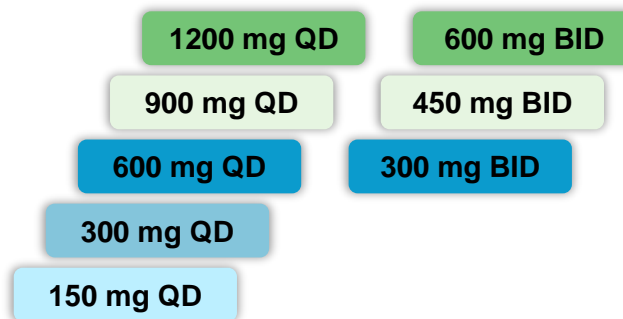 1200 mg QD 600 mg BID
900 mg QD 450 mg BID
600 mg QD 300 mg BID
300 mg QD
150 mg QD